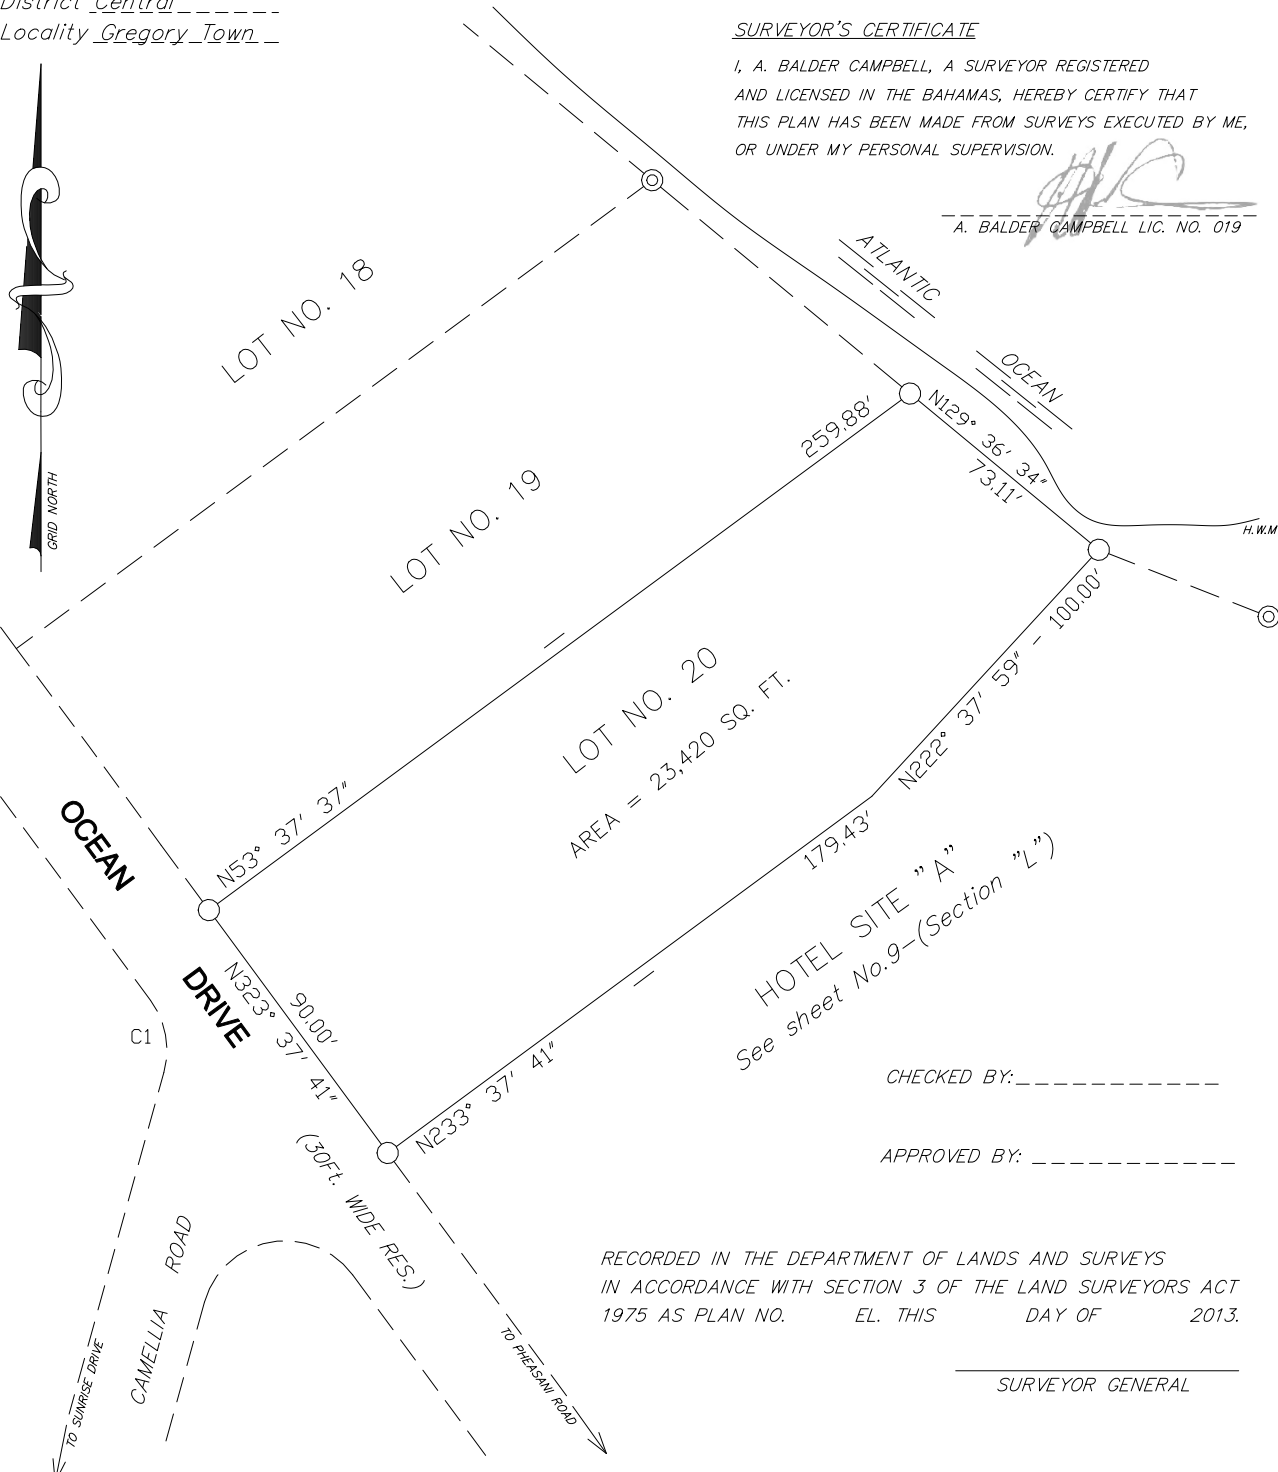 District Central
Locality Gregory Town
SURVEYOR'S CERTIFICATE
I, A. BALDER CAMPBELL, A SURVEYOR REGISTERED
AND LICENSED IN THE BAHAMAS, HEREBY CERTIFY THAT
THIS PLAN HAS BEEN MADE FROM SURVEYS EXECUTED BY ME,
OR UNDER MY PERSONAL SUPERVISION.
A. BALDER CAMPBELL LIC. NO. 019
ATLANTIC
OCEAN
LOT NO. 18
GRID NORTH
259.88'
N129° 36' 34"
73.11'
H.W.M
LOT NO. 19
100.00'
N222° 37' 59" -
LOT NO. 20
AREA = 23,420 SQ. FT.
N53° 37' 37"
OCEAN
DRIVE
179.43'
HOTEL SITE "A"
See sheet No.9-(Section "L")
N323° 37' 41"
90.00'
C1
N233° 37' 41"
CHECKED BY:
APPROVED BY:
(30Ft. WIDE RES.)
CAMELLIA ROAD
TO SUNRISE DRIVE
TO PHEASANI ROAD
RECORDED IN THE DEPARTMENT OF LANDS AND SURVEYS
IN ACCORDANCE WITH SECTION 3 OF THE LAND SURVEYORS ACT
1975 AS PLAN NO. EL. THIS DAY OF 2013.
SURVEYOR GENERAL